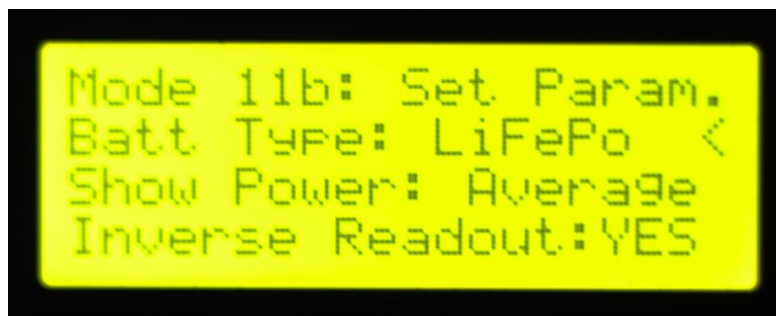 Mode 11b: Set Param.
Batt Type: LiFePo <
Show Power: Average
Inverse Readout:YES